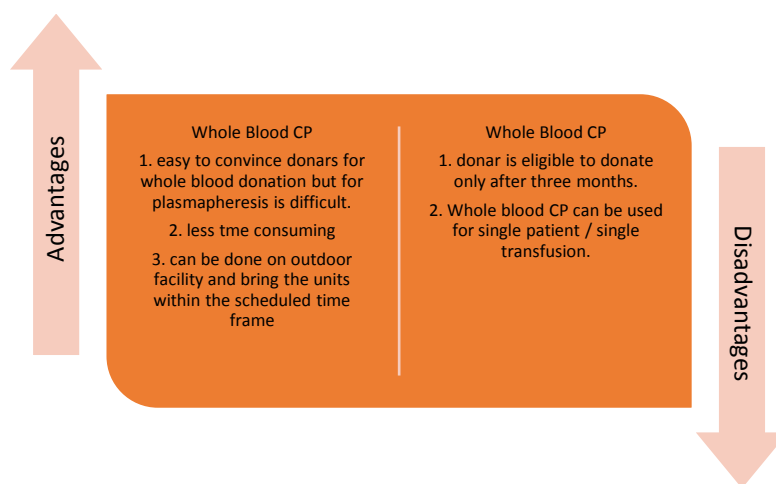 Advantages
Whole Blood CP
1. easy to convince donars for
whole blood donation but for
plasmapheresis is difficult.
2. less tme consuming
3. can be done on outdoor
facility and bring the units
within the scheduled time
frame
Whole Blood CP
1. donar is eligible to donate
only after three months.
2. Whole blood CP can be used
for single patient / single
transfusion.
Disadvantages